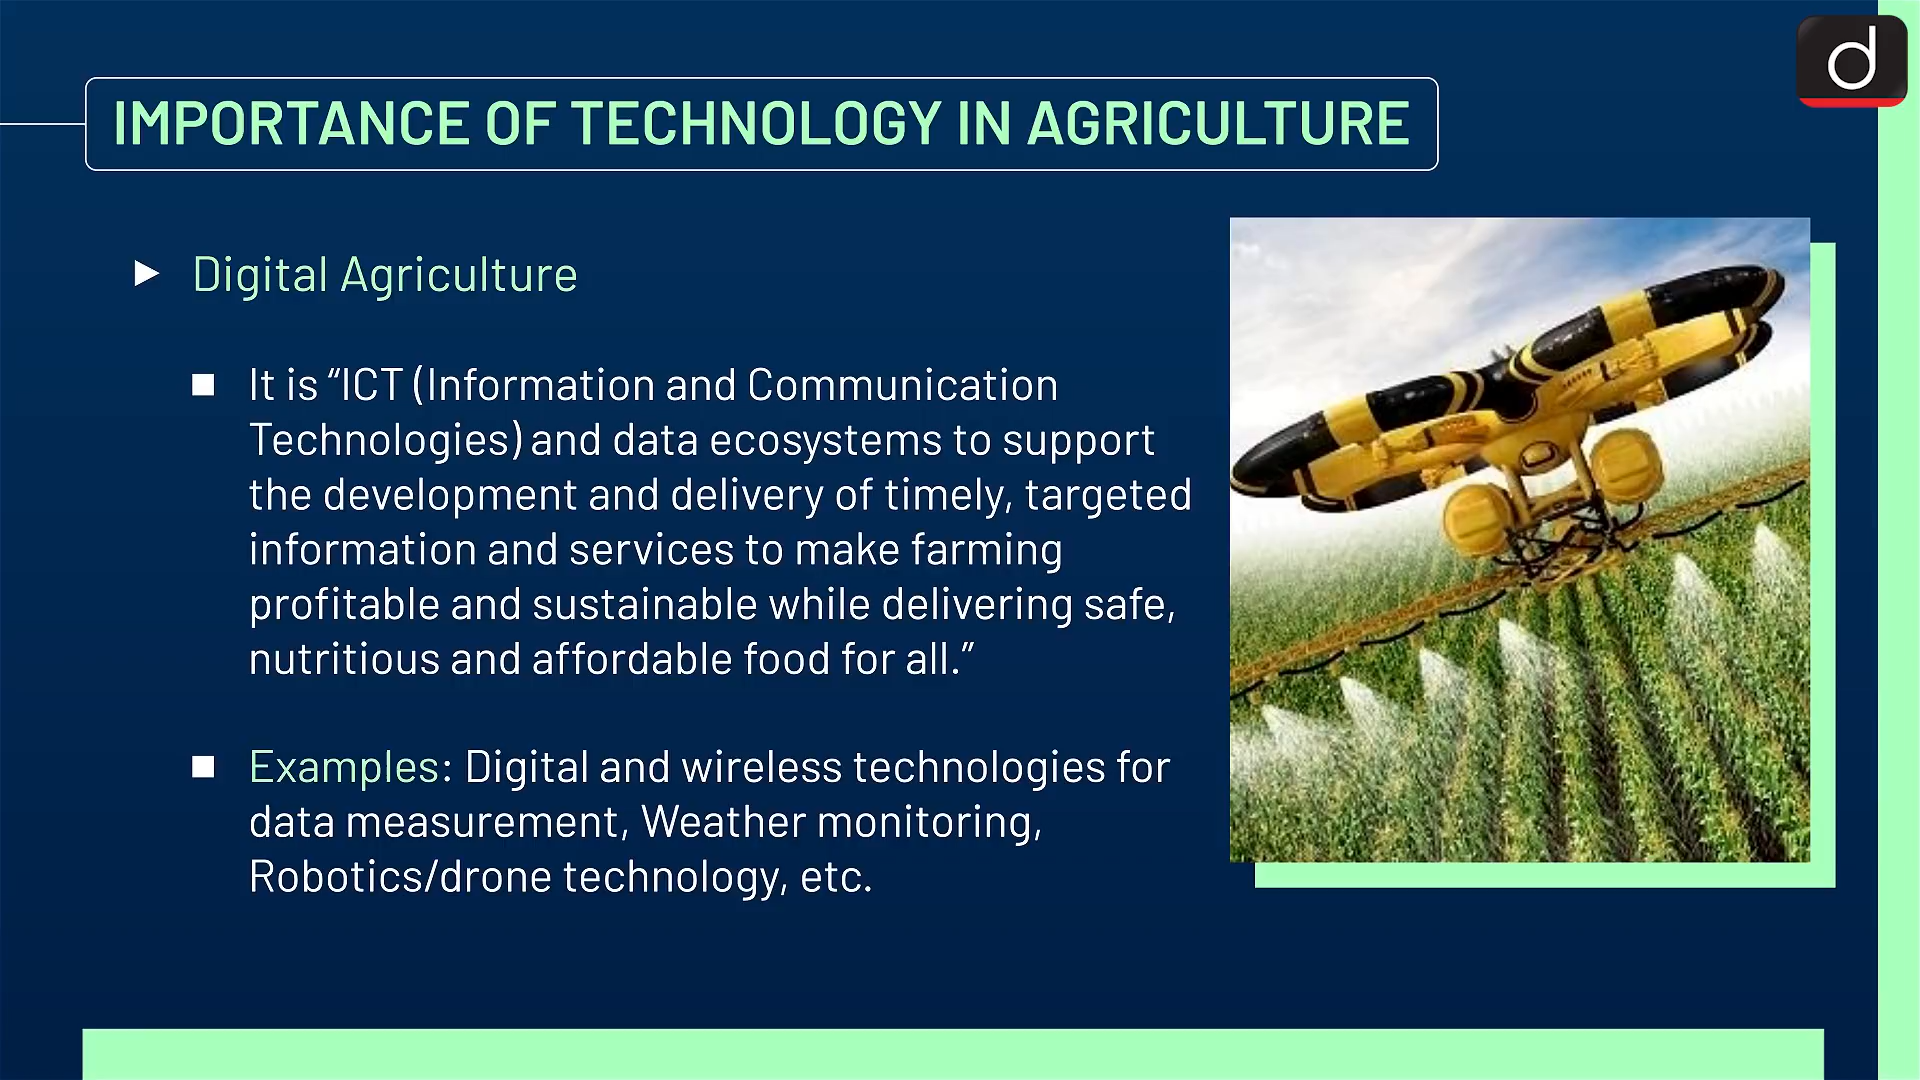 d
IMPORTANCE OF TECHNOLOGY IN AGRICULTURE
Digital Agriculture
It is “ICT (Information and Communication
Technologies) and data ecosystems to support
the development and delivery of timely, targeted
information and services to make farming
profitable and sustainable while delivering safe,
nutritious and affordable food for all.”
Examples: Digital and wireless technologies for
data measurement, Weather monitoring,
Robotics/drone technology, etc.